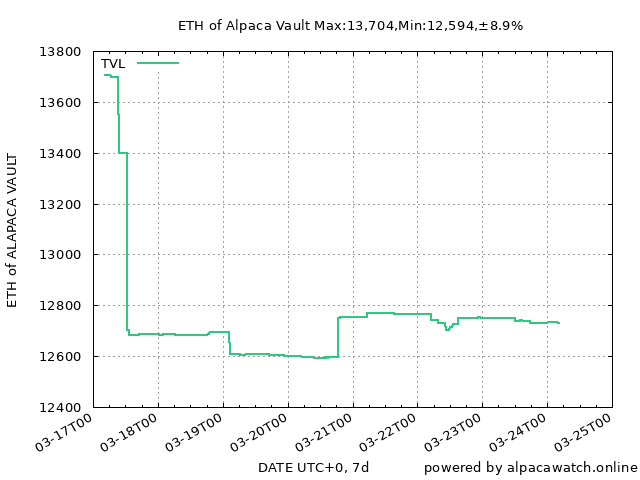 ETH of Alpaca Vault Max:13,704,Min:12,594,±8.9%
TVL
13800
13600
13400
13200
13000
12800
12600
12400
ETH of ALAPACA VAULT
03-17T00
03-18T00
03-19T00
03-20T00
03-21T00
03-22T00
03-23T00
03-24T00
03-25T00
DATE UTC+0, 7d
powered by alpacawatch.online